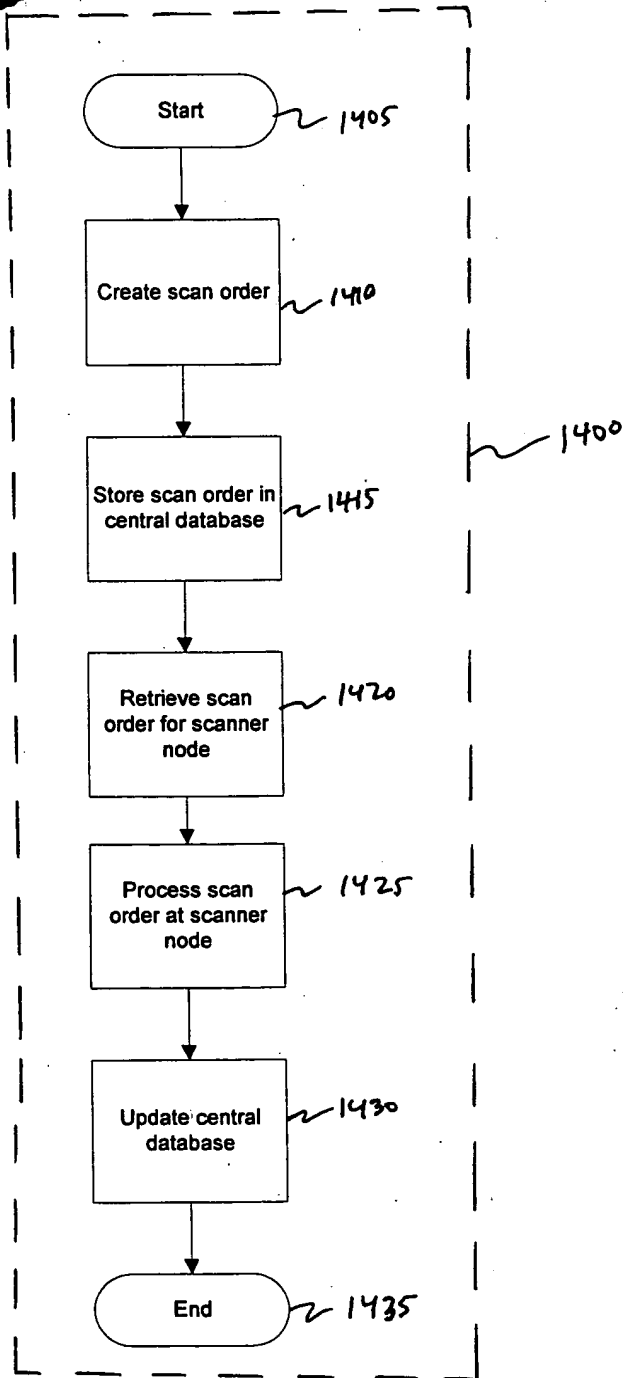 Start
1405
Create scan order
1410
1400
Store scan order in
central database
1415
Retrieve scan
order for scanner
node
1420
Process scan
order at scanner
node
1425
Update central
database
1430
End
1435